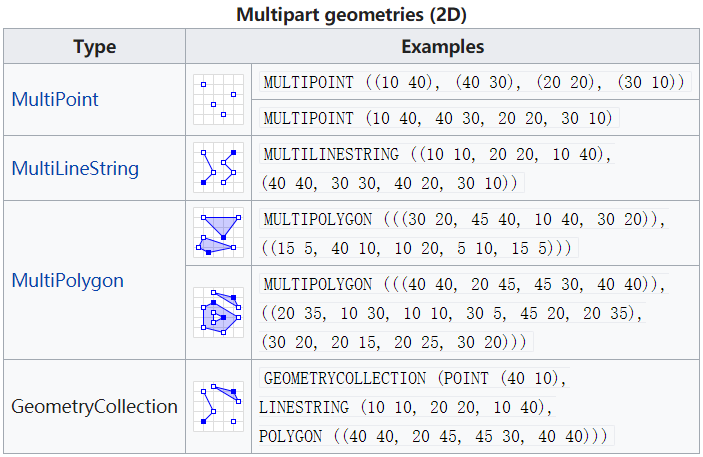 Multipart geometries (2D)
Type Examples
MultiPoint
MULTIPOINT ((10 40), (40 30), (20 20), (30 10))
MULTIPOINT (10 40, 40 30, 20 20, 30 10)
MultiLineString
MULTILINESTRING ((10 10, 20 20, 10 40),
(40 40, 30 30, 40 20, 30 10))
MultiPolygon
MULTIPOLYGON (((30 20, 45 40, 10 40, 30 20)),
((15 5, 40 10, 10 20, 5 10, 15 5)))
MULTIPOLYGON (((40 40, 20 45, 45 30, 40 40)),
((20 35, 10 30, 10 10, 30 5, 45 20, 20 35),
(30 20, 20 15, 20 25, 30 20)))
GeometryCollection
GEOMETRYCOLLECTION (POINT (40 10),
LINESTRING (10 10, 20 20, 10 40),
POLYGON ((40 40, 20 45, 45 30, 40 40)))